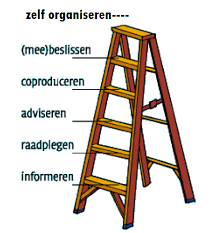 zelf organiseren----
(mee)beslissen
coproduceren
adviseren
raadplegen
informeren